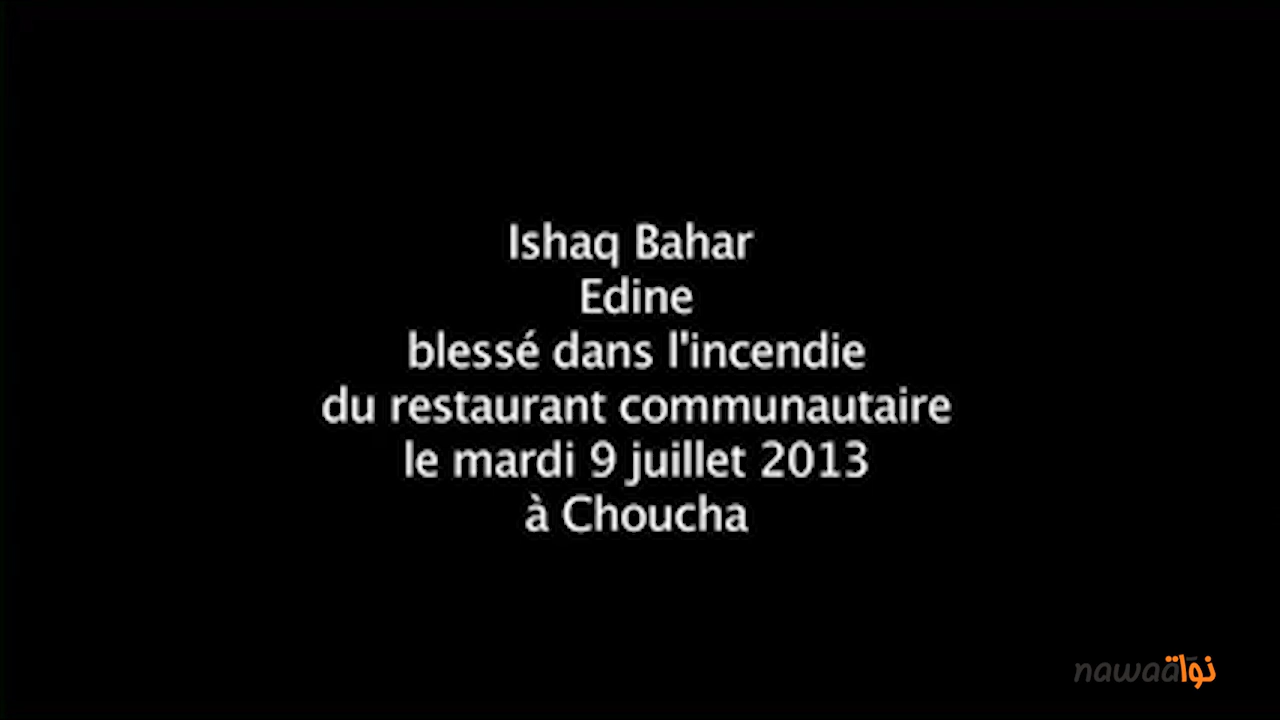 Ishaq Bahar
Edine
blessé dans l'incendie
du restaurant communautaire
le mardi 9 juillet 2013
à Choucha
nawaa نواة